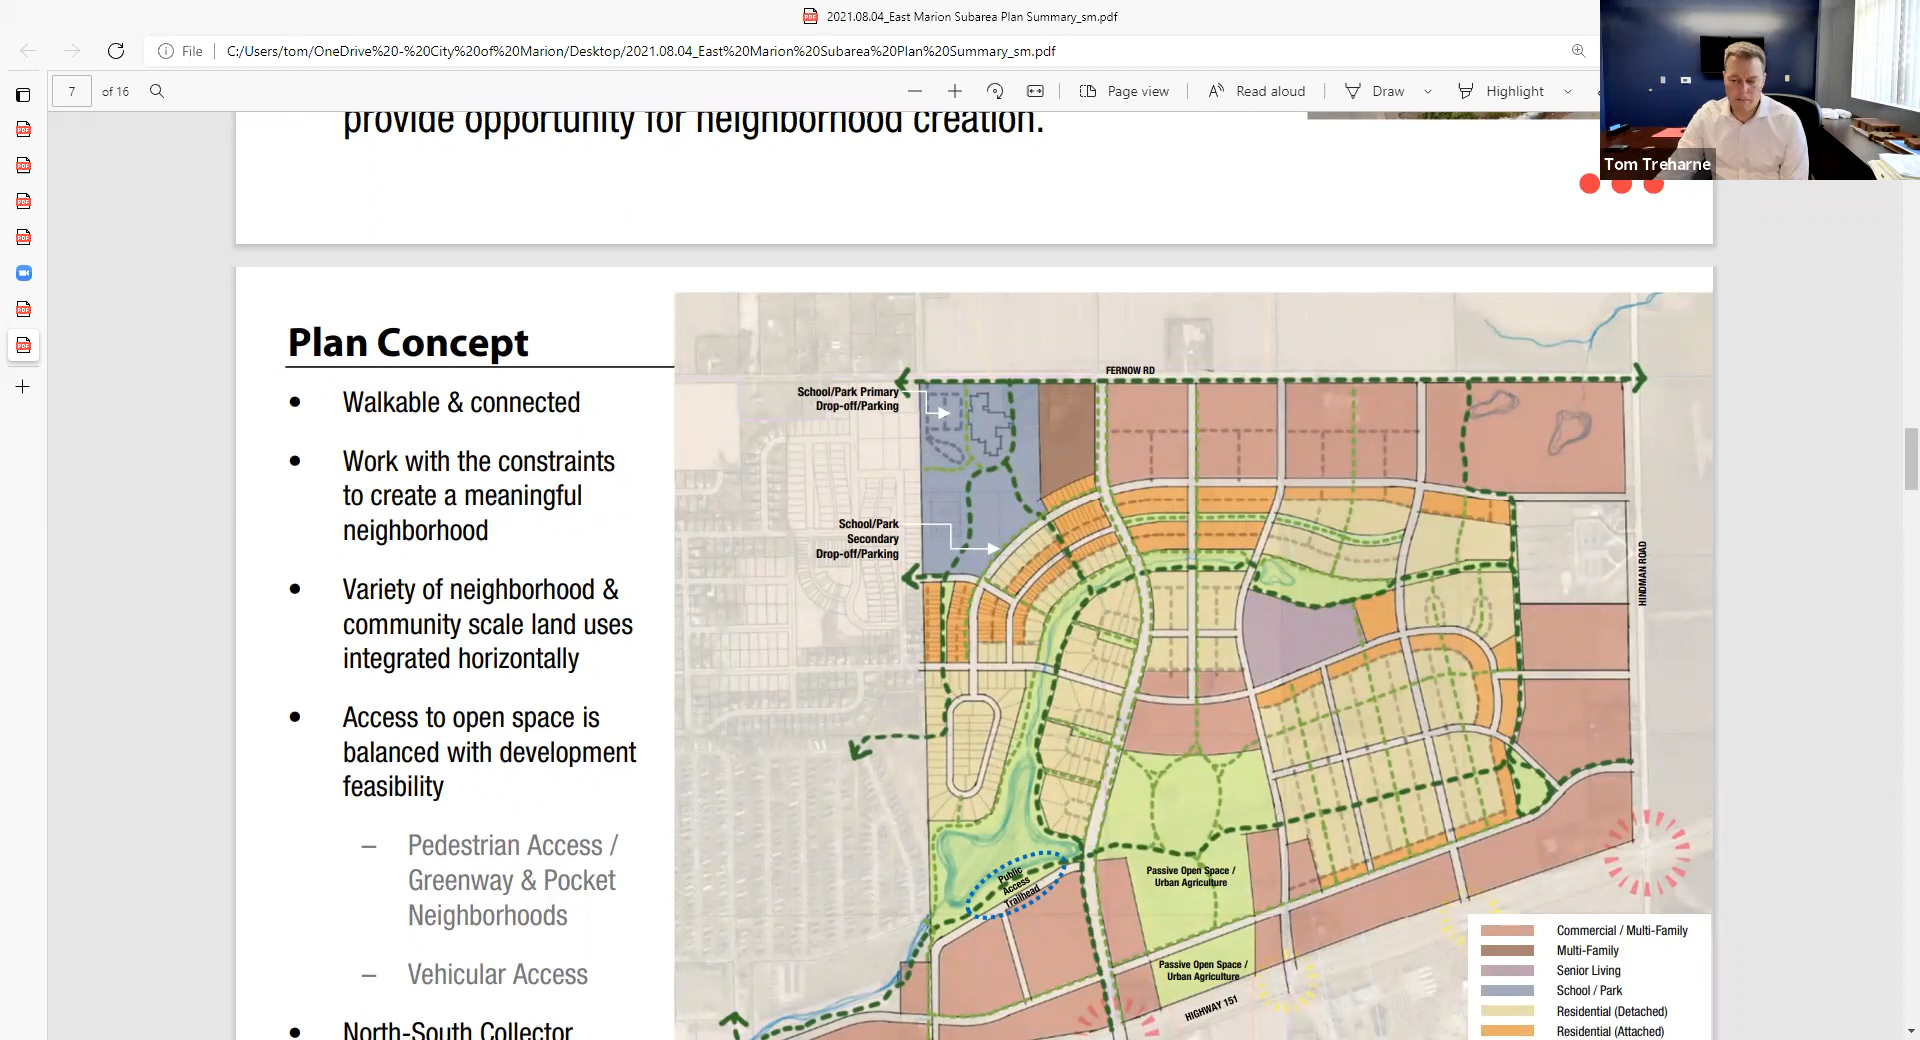 2021.08.04_East Marion Subarea Plan Summary_sm.pdf
File
C:/Users/tom/OneDrive%20-%20City%20of%20Marion/Desktop/2021.08.04_East%20Marion%20Subarea%20Plan%20Summary_sm.pdf
7 of 16
Page view
Read aloud
Draw
Highlight
Tom Treharne
provide opportunity for neighborhood creation.
Plan Concept
• Walkable & connected
• Work with the constraints
to create a meaningful
neighborhood
• Variety of neighborhood &
community scale land uses
integrated horizontally
• Access to open space is
balanced with development
feasibility
– Pedestrian Access /
Greenway & Pocket
Neighborhoods
– Vehicular Access
• North-South Collector
FERNOW RD
School/Park Primary
Drop-off/Parking
School/Park
Secondary
Drop-off/Parking
HINDMAN ROAD
Public
Access
Trailhead
Passive Open Space /
Urban Agriculture
Passive Open Space /
Urban Agriculture
HIGHWAY 151
Commercial / Multi-Family
Multi-Family
Senior Living
School / Park
Residential (Detached)
Residential (Attached)